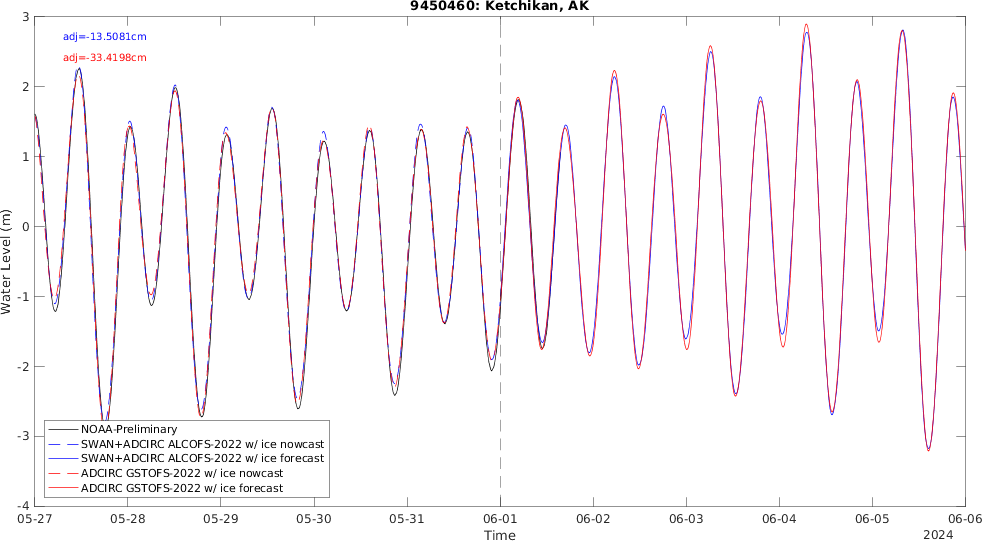 9450460: Ketchikan, AK
adj=-13.5081cm
adj=-33.4198cm
Water Level (m)
3
2
1
0
-1
-2
-3
-4
NOAA-Preliminary
SWAN+ADCIRC ALCOFS-2022 w/ ice nowcast
SWAN+ADCIRC ALCOFS-2022 w/ ice forecast
ADCIRC GSTOFS-2022 w/ ice nowcast
ADCIRC GSTOFS-2022 w/ ice forecast
05-27 05-28 05-29 05-30 05-31 06-01 06-02 06-03 06-04 06-05 06-06
Time
2024